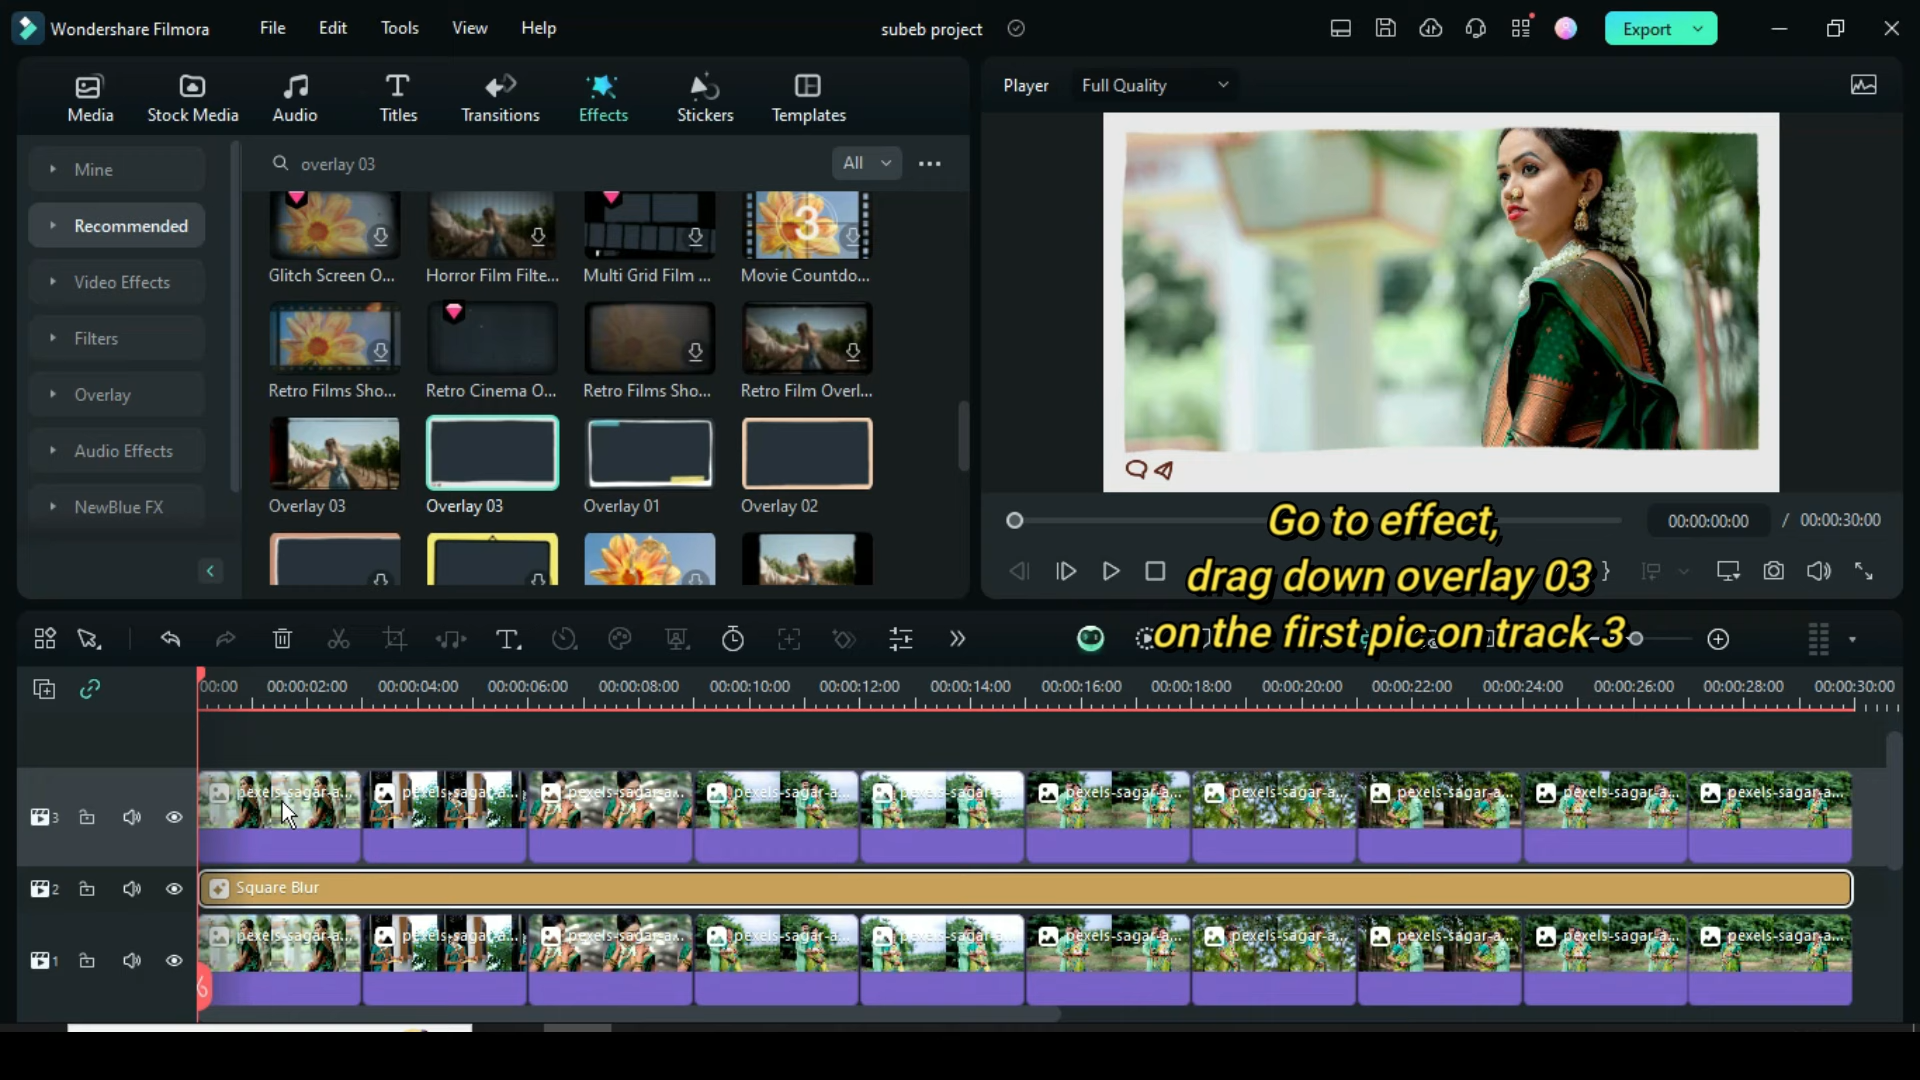 Wondershare Filmora
File
Edit
Tools
View
Help
subeb project
Export
Media
Stock Media
Audio
Titles
Transitions
Effects
Stickers
Templates
Player
Full Quality
Mine
Recommended
Video Effects
Filters
Overlay
Audio Effects
NewBlue FX
overlay 03
All
3
Glitch Screen O...
Horror Film Filte...
Multi Grid Film ...
Movie Countdo...
Retro Films Sho...
Retro Cinema O...
Retro Films Sho...
Retro Film Overl...
Overlay 03
Overlay 03
Overlay 01
Overlay 02
00:00:00:00 / 00:00:30:00
Go to effect,
drag down overlay 03
on the first pic on track 3
00:00 00:00:02:00 00:00:04:00 00:00:06:00 00:00:08:00 00:00:10:00 00:00:12:00 00:00:14:00 00:00:16:00 00:00:18:00 00:00:20:00 00:00:22:00 00:00:24:00 00:00:26:00 00:00:28:00 00:00:30:00
3
pexels-sagar-a... pexels-sagar-a... pexels-sagar-a... pexels-sagar-a... pexels-sagar-a... pexels-sagar-a... pexels-sagar-a... pexels-sagar-a... pexels-sagar-a... pexels-sagar-a...
2
Square Blur
1
pexels-sagar-a... pexels-sagar-a... pexels-sagar-a... pexels-sagar-a... pexels-sagar-a... pexels-sagar-a... pexels-sagar-a... pexels-sagar-a... pexels-sagar-a... pexels-sagar-a...